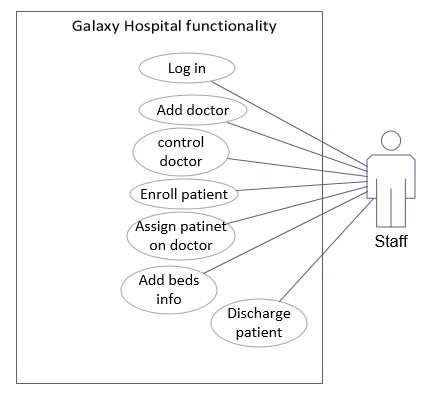 Galaxy Hospital functionality
Log in
Add doctor
control
doctor
Enroll patient
Assign patinet
on doctor
Add beds
info
Discharge
patient
Staff